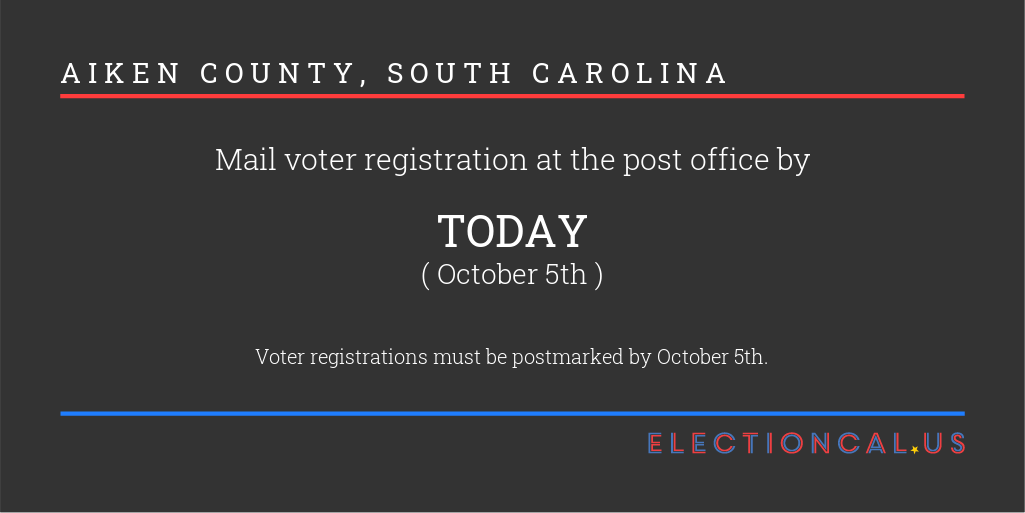 AIKEN COUNTY, SOUTH CAROLINA
Mail voter registration at the post office by
TODAY
( October 5th )
Voter registrations must be postmarked by October 5th.
ELECTIONCAL.US